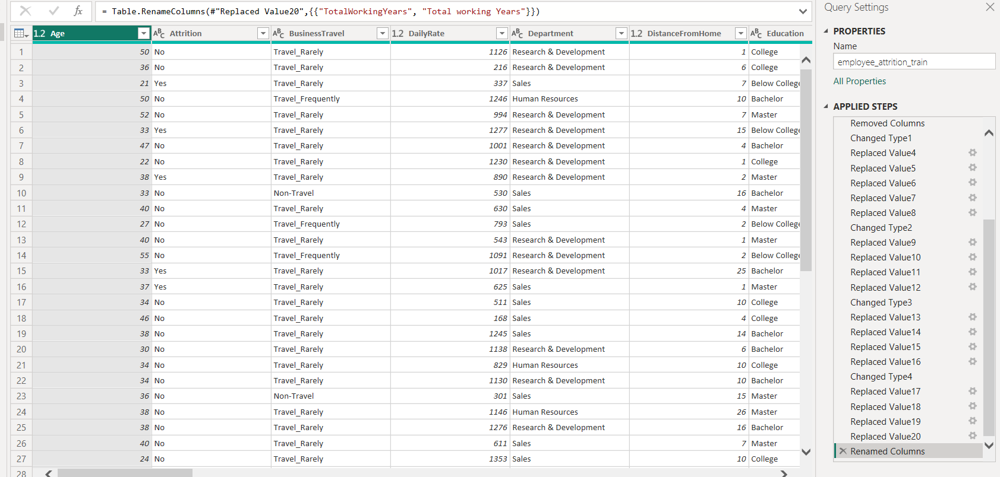 = Table.RenameColumns(#"Replaced Value20",{{"TotalWorkingYears", "Total working Years"}})
1.2 Age ABC Attrition ABC BusinessTravel 1.2 DailyRate ABC Department 1.2 DistanceFromHome ABC Education
1 50 No Travel_Rarely 1126 Research & Development 1 College
2 36 No Travel_Rarely 216 Research & Development 6 College
3 21 Yes Travel_Rarely 337 Sales 7 Below College
4 50 No Travel_Frequently 1246 Human Resources 10 Bachelor
5 52 No Travel_Rarely 994 Research & Development 7 Master
6 33 Yes Travel_Rarely 1277 Research & Development 15 Below College
7 47 No Travel_Rarely 1001 Research & Development 4 Bachelor
8 22 No Travel_Rarely 1230 Research & Development 1 College
9 38 Yes Travel_Rarely 890 Research & Development 2 Master
10 33 No Non-Travel 530 Sales 16 Bachelor
11 40 No Travel_Rarely 630 Sales 4 Master
12 27 No Travel_Frequently 793 Sales 2 Below College
13 40 No Travel_Rarely 543 Research & Development 1 Master
14 55 No Travel_Frequently 1091 Research & Development 2 Below College
15 33 Yes Travel_Rarely 1017 Research & Development 25 Bachelor
16 37 Yes Travel_Rarely 625 Sales 1 Master
17 34 No Travel_Rarely 511 Sales 10 College
18 46 No Travel_Rarely 168 Sales 4 College
19 38 No Travel_Rarely 1245 Sales 14 Bachelor
20 30 No Travel_Rarely 1138 Research & Development 6 Bachelor
21 34 No Travel_Rarely 829 Human Resources 10 College
22 34 No Travel_Rarely 1130 Research & Development 10 Bachelor
23 36 No Non-Travel 301 Sales 15 Master
24 38 No Travel_Rarely 1146 Human Resources 26 Master
25 38 No Travel_Rarely 1276 Research & Development 16 Bachelor
26 40 No Travel_Rarely 611 Sales 7 Master
27 24 No Travel_Rarely 1353 Sales 10 College
28
Query Settings
PROPERTIES
Name
employee_attrition_train
All Properties
APPLIED STEPS
Removed Columns
Changed Type1
Replaced Value4
Replaced Value5
Replaced Value6
Replaced Value7
Replaced Value8
Changed Type2
Replaced Value9
Replaced Value10
Replaced Value11
Replaced Value12
Changed Type3
Replaced Value13
Replaced Value14
Replaced Value15
Replaced Value16
Changed Type4
Replaced Value17
Replaced Value18
Replaced Value19
Replaced Value20
Renamed Columns